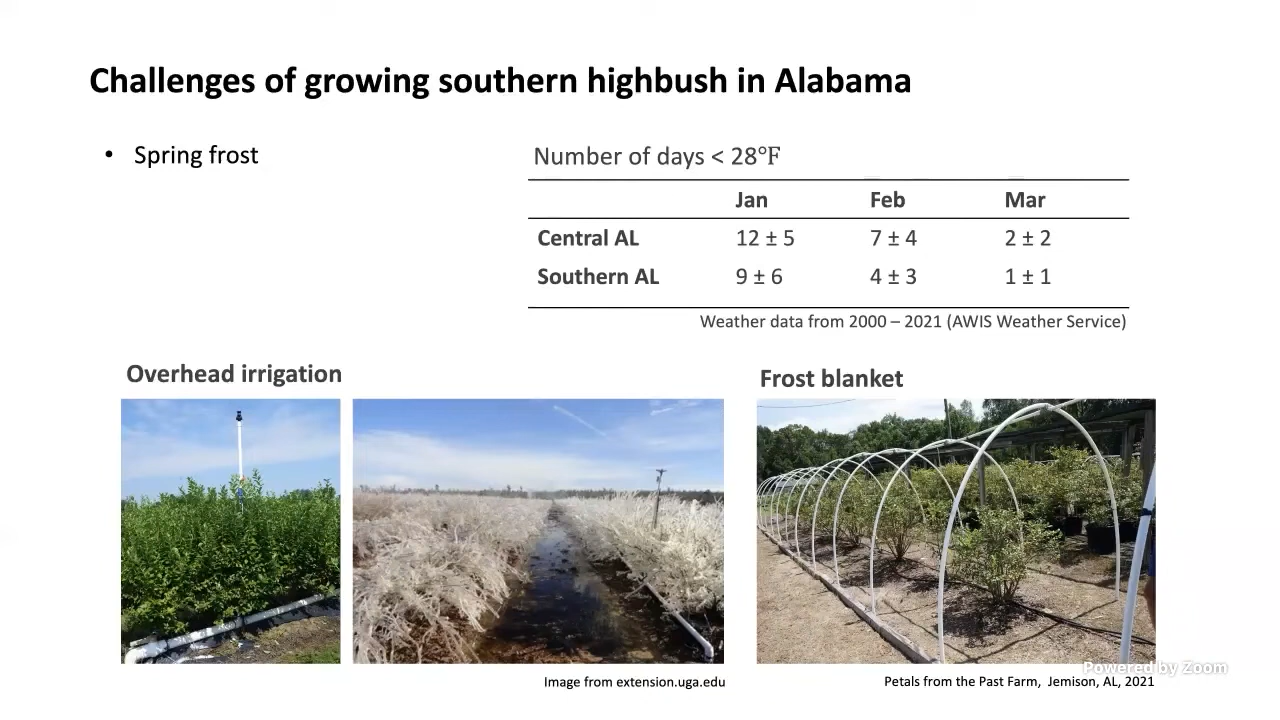 Challenges of growing southern highbush in Alabama
• Spring frost
Number of days < 28°F
Jan Feb Mar
Central AL 12 ± 5 7 ± 4 2 ± 2
Southern AL 9 ± 6 4 ± 3 1 ± 1
Weather data from 2000 – 2021 (AWIS Weather Service)
Overhead irrigation
Frost blanket
Powered by Zoom
Image from extension.uga.edu
Petals from the Past Farm, Jemison, AL, 2021